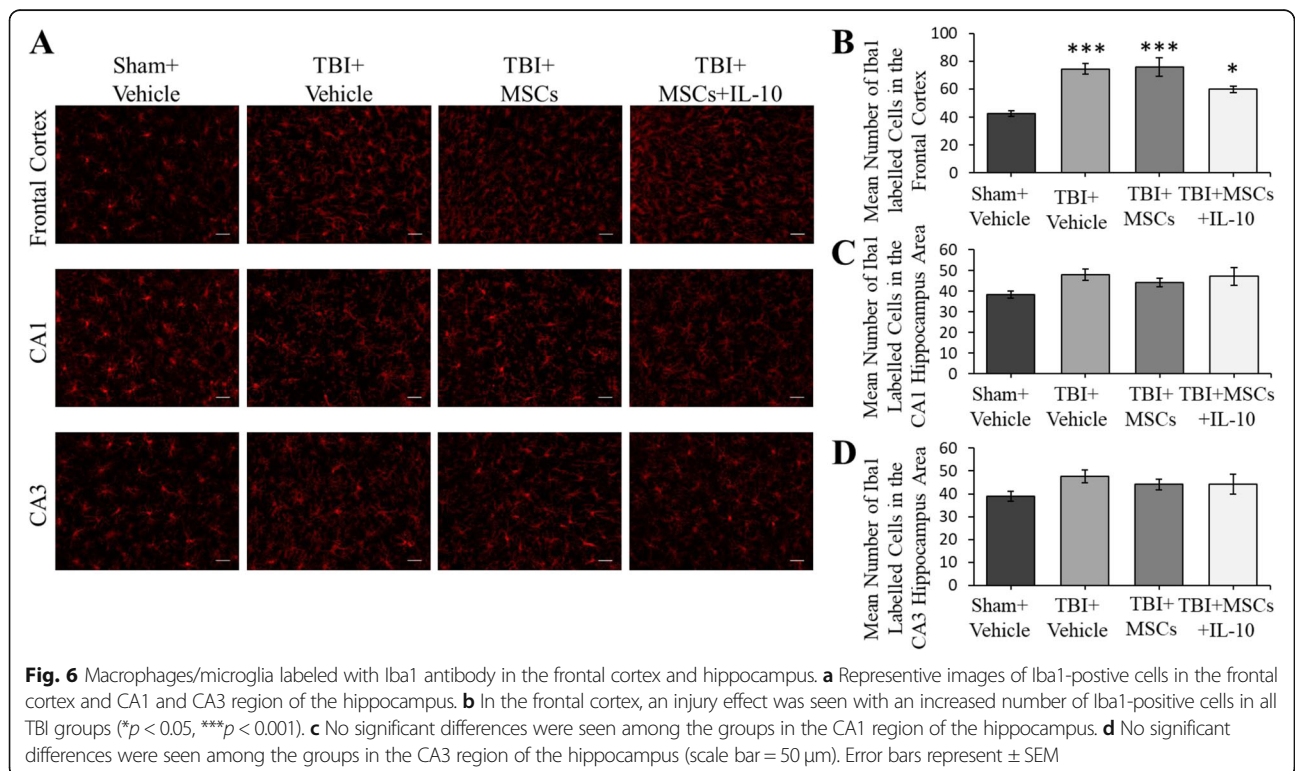 A
Sham+
Vehicle
TBI+
Vehicle
TBI+
MSCs
TBI+
MSCs+IL-10
Frontal Cortex
CA1
CA3
B
Mean Number of Iba1
labelled Cells in the
Frontal Cortex
100
80
60
40
20
0
***
***
*
Sham+
Vehicle
TBI+
Vehicle
TBI+
MSCs
TBI+MSCs
+IL-10
C
Mean Number of Iba1
Labelled Cells in the
CA1 Hippocampus Area
60
50
40
30
20
10
0
Sham+
Vehicle
TBI+
Vehicle
TBI+
MSCs
TBI+MSCs
+IL-10
D
Mean Number of Iba1
Labelled Cells in the
CA3 Hippocampus Area
60
50
40
30
20
10
0
Sham+
Vehicle
TBI+
Vehicle
TBI+
MSCs
TBI+MSCs
+IL-10
Fig. 6 Macrophages/microglia labeled with Iba1 antibody in the frontal cortex and hippocampus. a Representive images of Iba1-postive cells in the frontal
cortex and CA1 and CA3 region of the hippocampus. b In the frontal cortex, an injury effect was seen with an increased number of Iba1-positive cells in all
TBI groups (*p < 0.05, ***p < 0.001). c No significant differences were seen among the groups in the CA1 region of the hippocampus. d No significant
differences were seen among the groups in the CA3 region of the hippocampus (scale bar = 50 μm). Error bars represent ± SEM